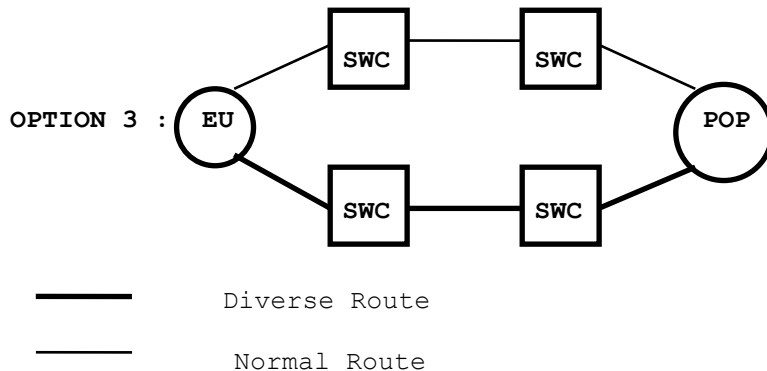 SWC SWC
OPTION 3 : EU POP
SWC SWC
Diverse Route
Normal Route